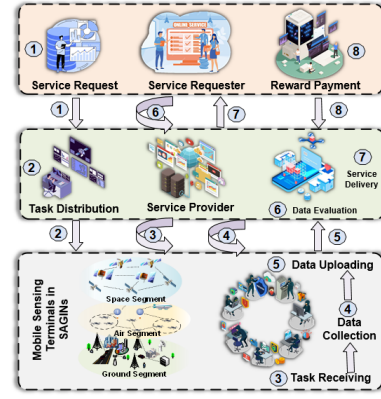 1
8
Service Request
Service Requester
Reward Payment
1
6
7
8
2
7
Service
Delivery
Task Distribution
Service Provider
6
Data Evaluation
2
3
4
5
Mobile Sensing
Terminals in
SAGINs
Space Segment
Air Segment
Ground Segment
5
Data Uploading
4
Data
Collection
3
Task Receiving